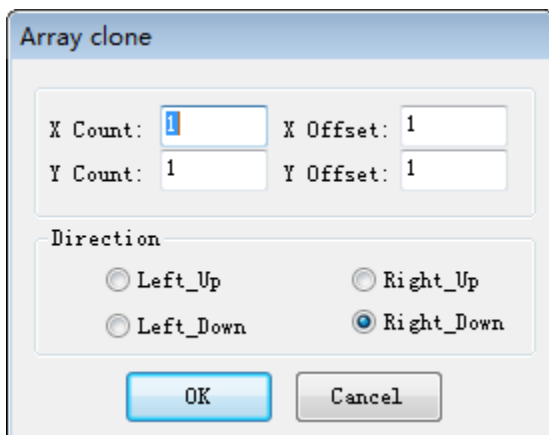 Array clone
X Count: 1 X Offset: 1
Y Count: 1 Y Offset: 1
Direction
Left_Up Right_Up
Left_Down Right_Down
OK Cancel